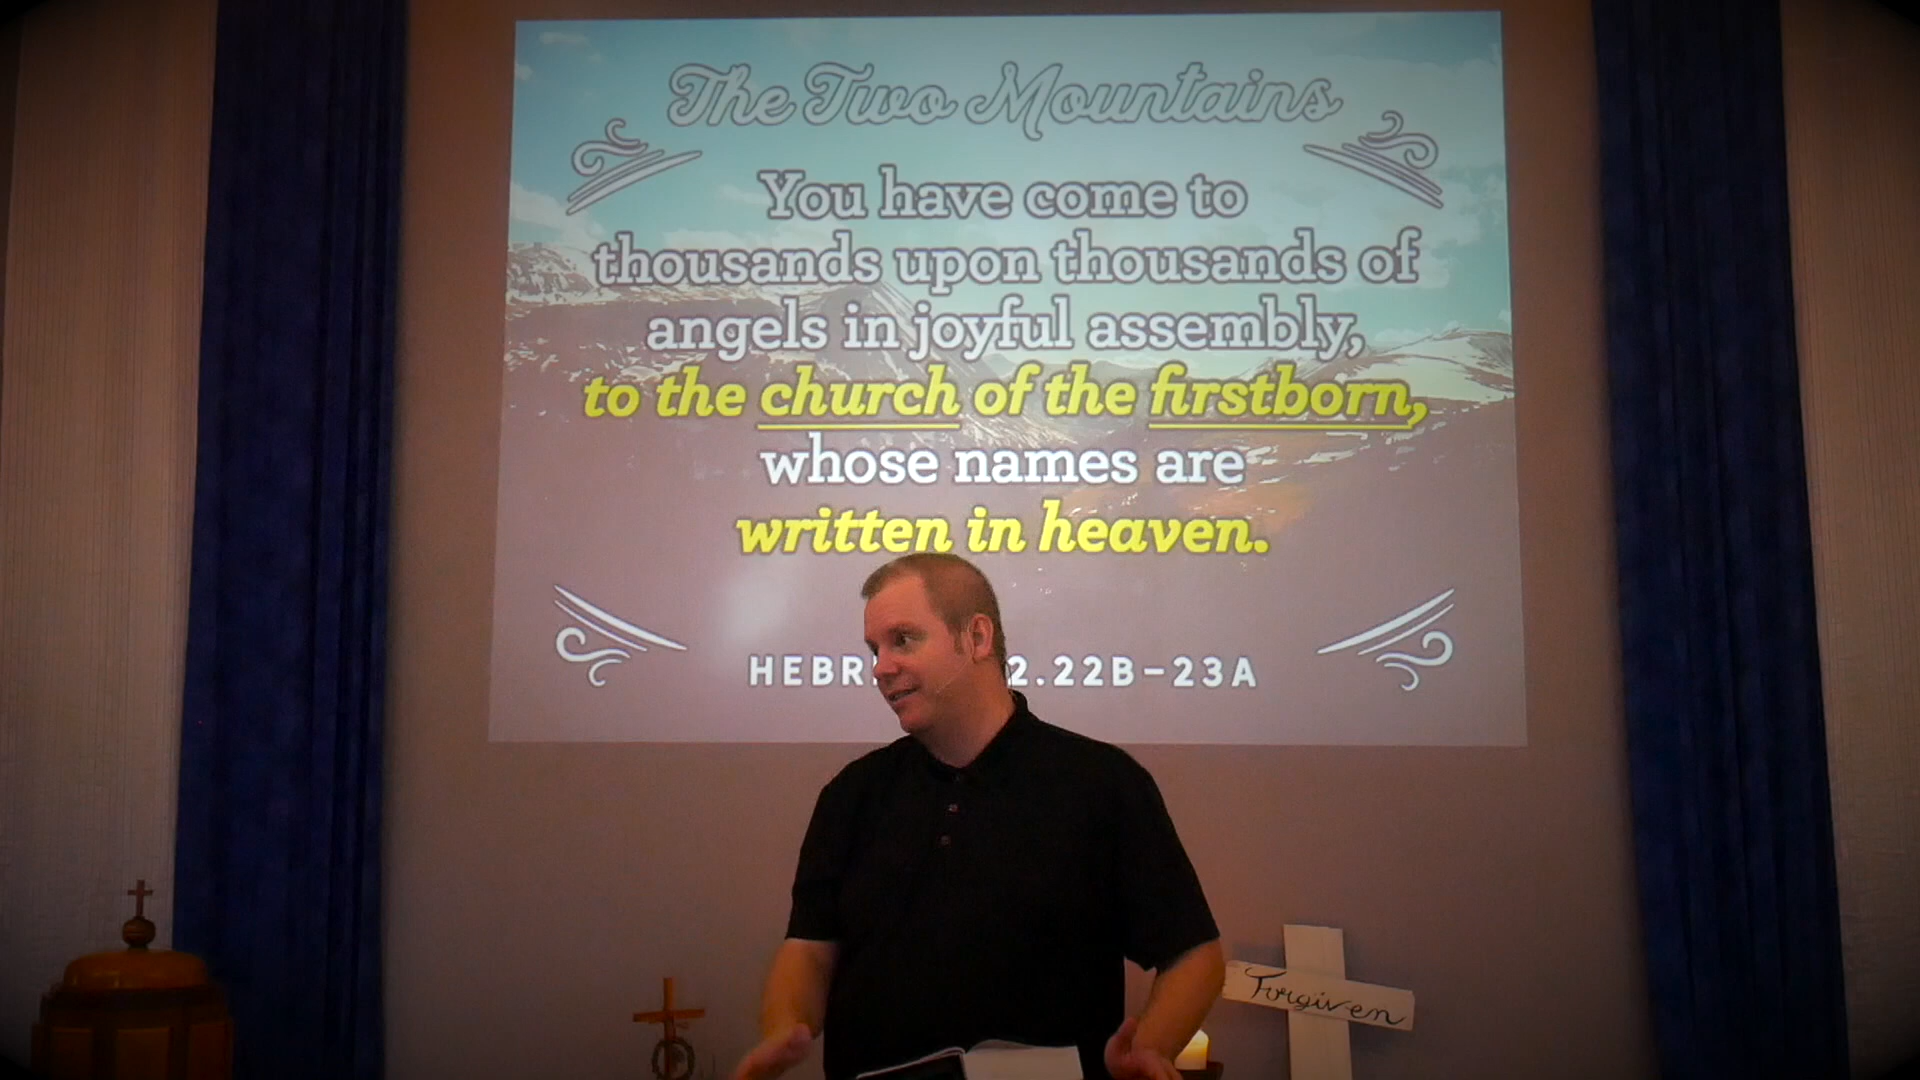 The Two Mountains
You have come to
thousands upon thousands of
angels in joyful assembly,
to the church of the firstborn,
whose names are
written in heaven.
HEBR 2.22B-23A
Forgiven